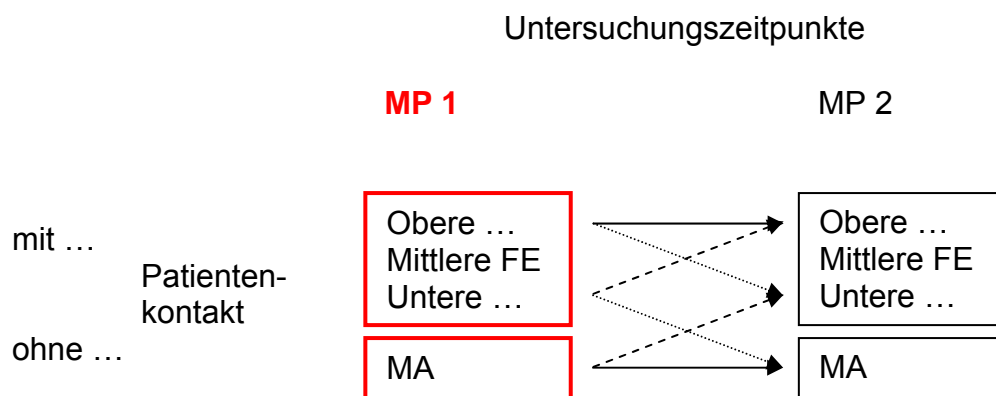 Untersuchungszeitpunkte
MP 1
MP 2
mit …
Patienten-
kontakt
ohne …
Obere …
Mittlere FE
Untere …
MA
Obere …
Mittlere FE
Untere …
MA